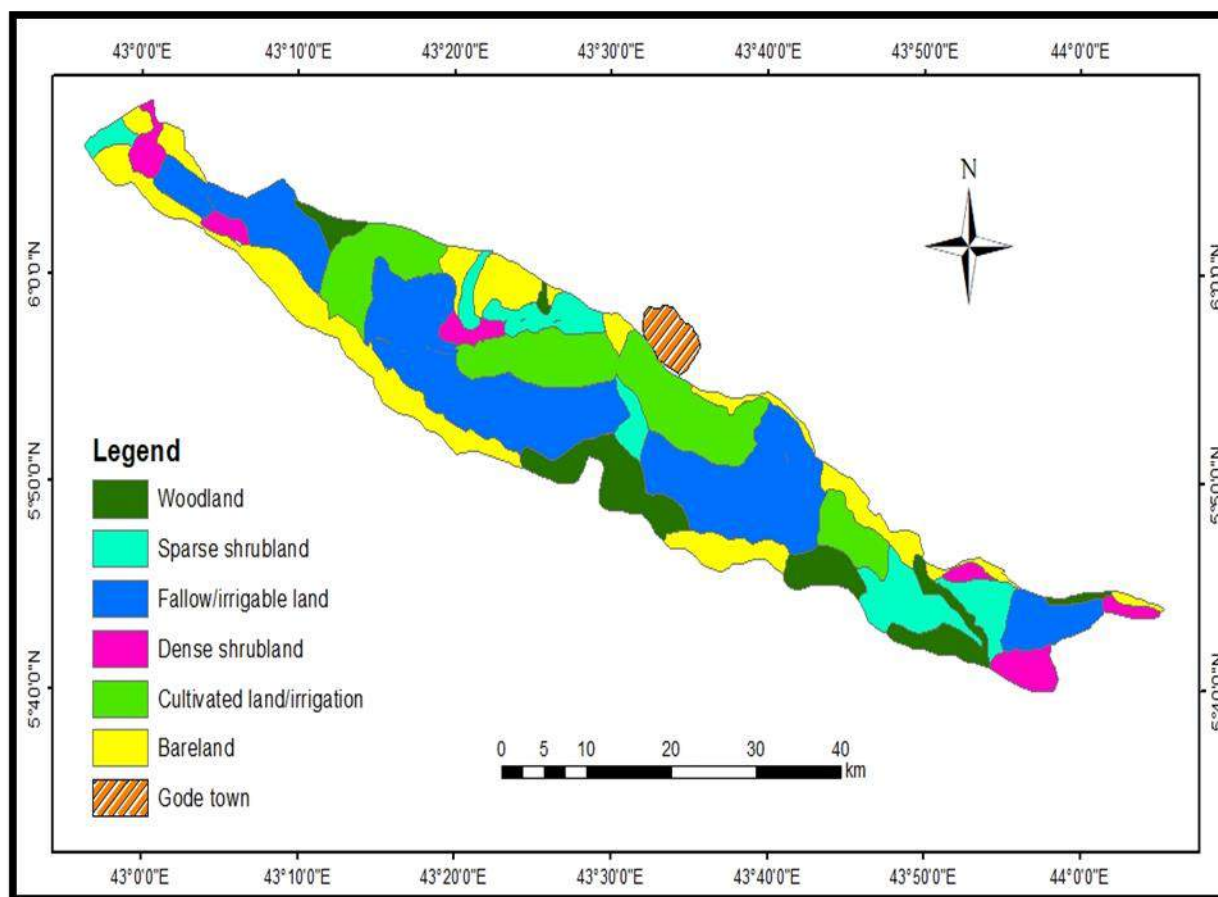 43°0'0"E 43°10'0"E 43°20'0"E 43°30'0"E 43°40'0"E 43°50'0"E 44°0'0"E
N
6°0'0"N 6°0'0"N
5°50'0"N 5°50'0"N
5°40'0"N 5°40'0"N
Legend
Woodland
Sparse shrubland
Fallow/irrigable land
Dense shrubland
Cultivated land/irrigation
Bareland
Gode town
0 5 10 20 30 40
km
43°0'0"E 43°10'0"E 43°20'0"E 43°30'0"E 43°40'0"E 43°50'0"E 44°0'0"E